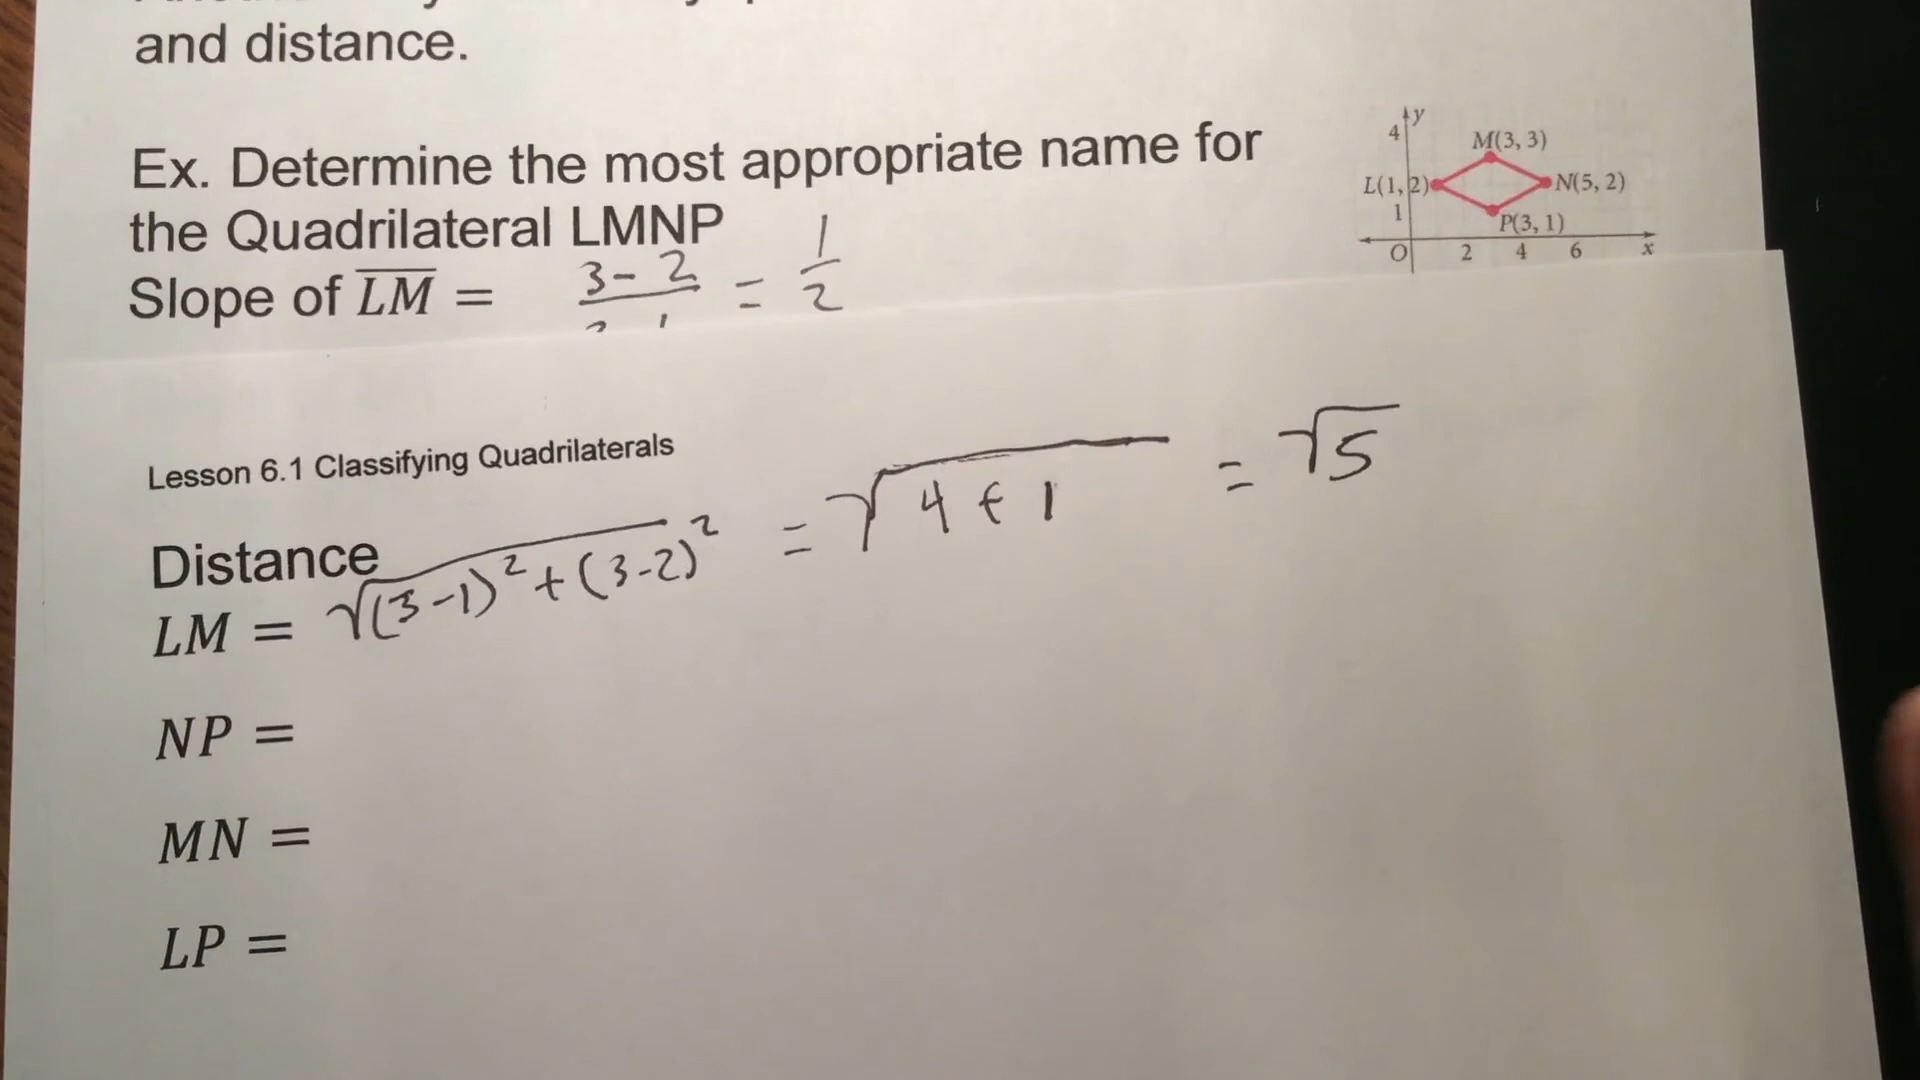 and distance.
Ex. Determine the most appropriate name for
the Quadrilateral LMNP
Slope of LM = 3-2 = 1/2
y
4
M(3, 3)
L(1, 2)
N(5, 2)
1
P(3, 1)
O 2 4 6 x
Lesson 6.1 Classifying Quadrilaterals
Distance
LM = √(3-1)² + (3-2)² = √4 + 1 = √5
NP =
MN =
LP =